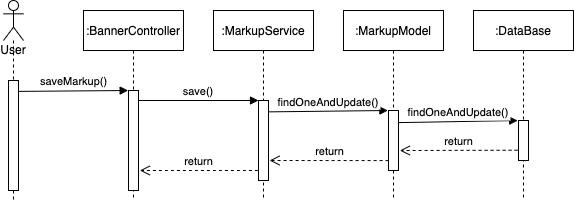 :BannerController
:MarkupService
:MarkupModel
:DataBase
User
saveMarkup()
save()
findOneAndUpdate()
findOneAndUpdate()
return
return
return